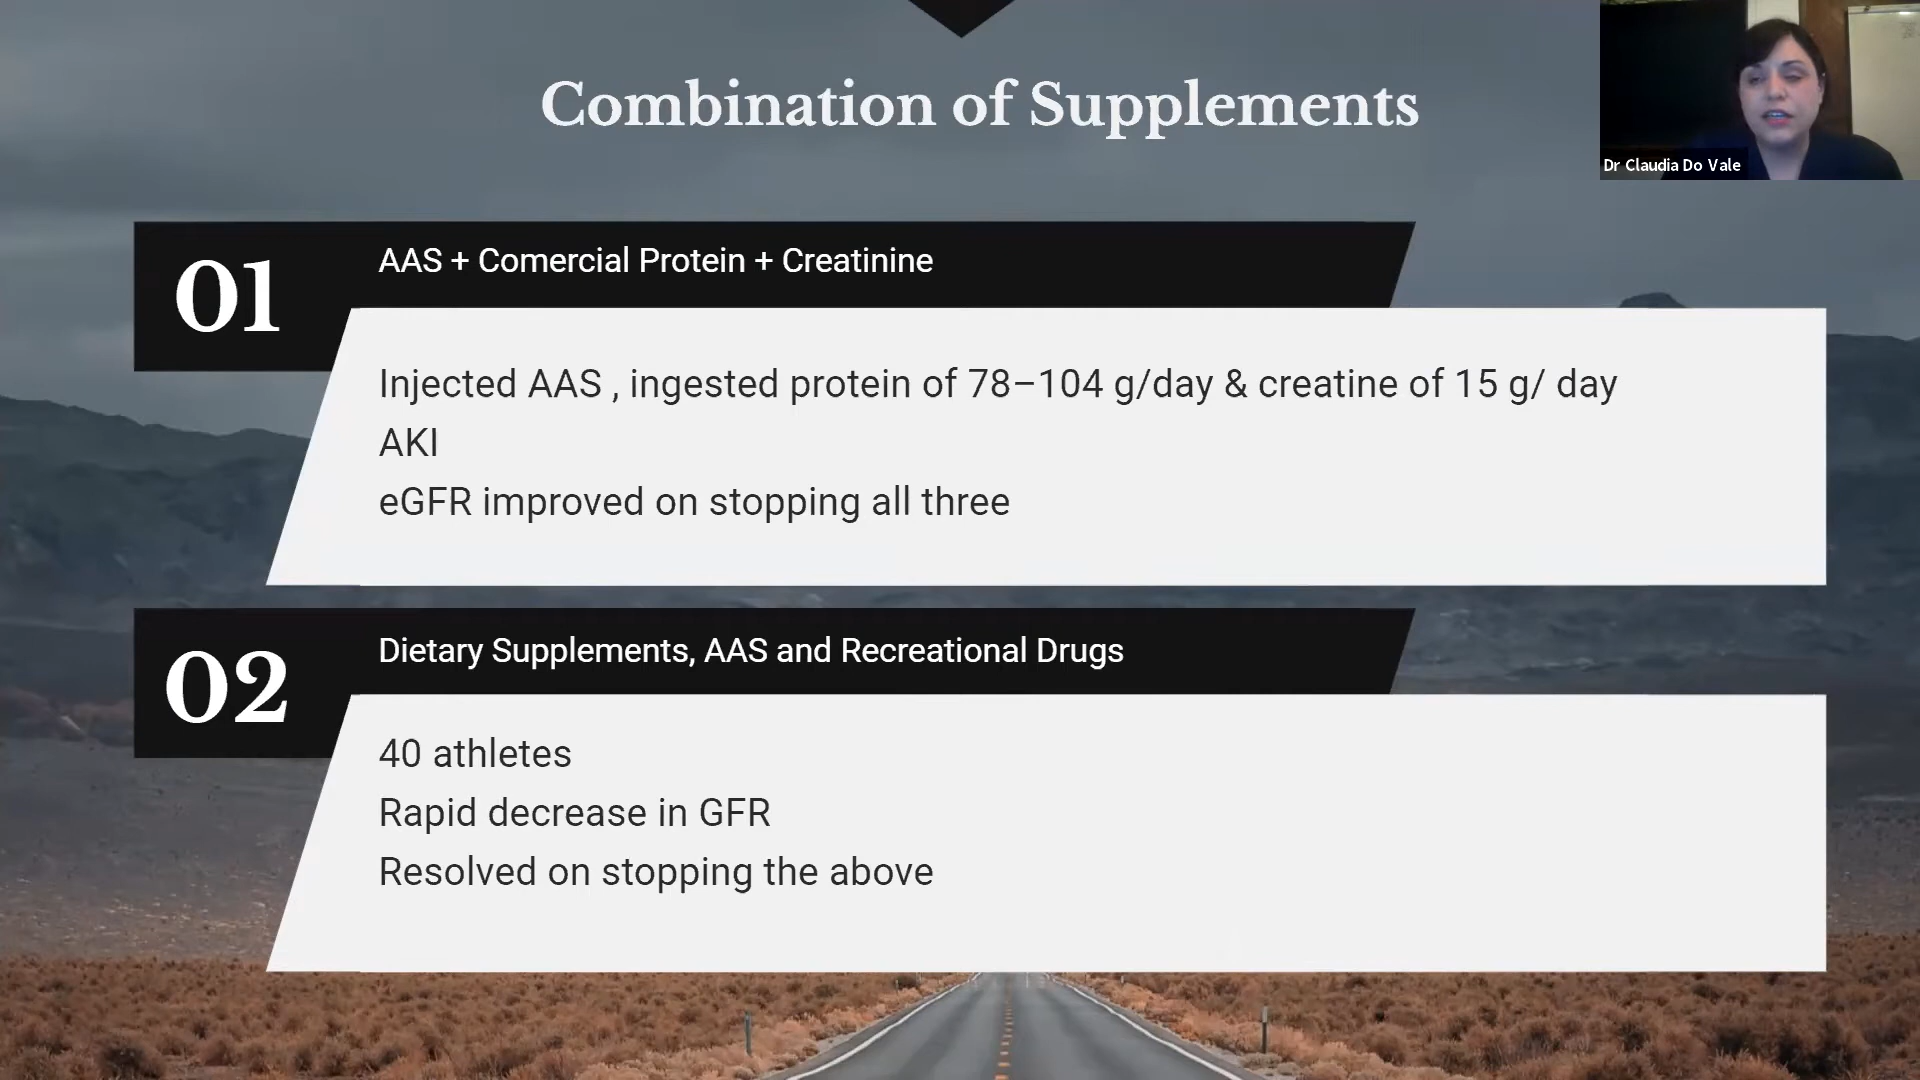 Combination of Supplements
Dr Claudia Do Vale
01
AAS + Comercial Protein + Creatinine
Injected AAS , ingested protein of 78–104 g/day & creatine of 15 g/ day
AKI
eGFR improved on stopping all three
02
Dietary Supplements, AAS and Recreational Drugs
40 athletes
Rapid decrease in GFR
Resolved on stopping the above